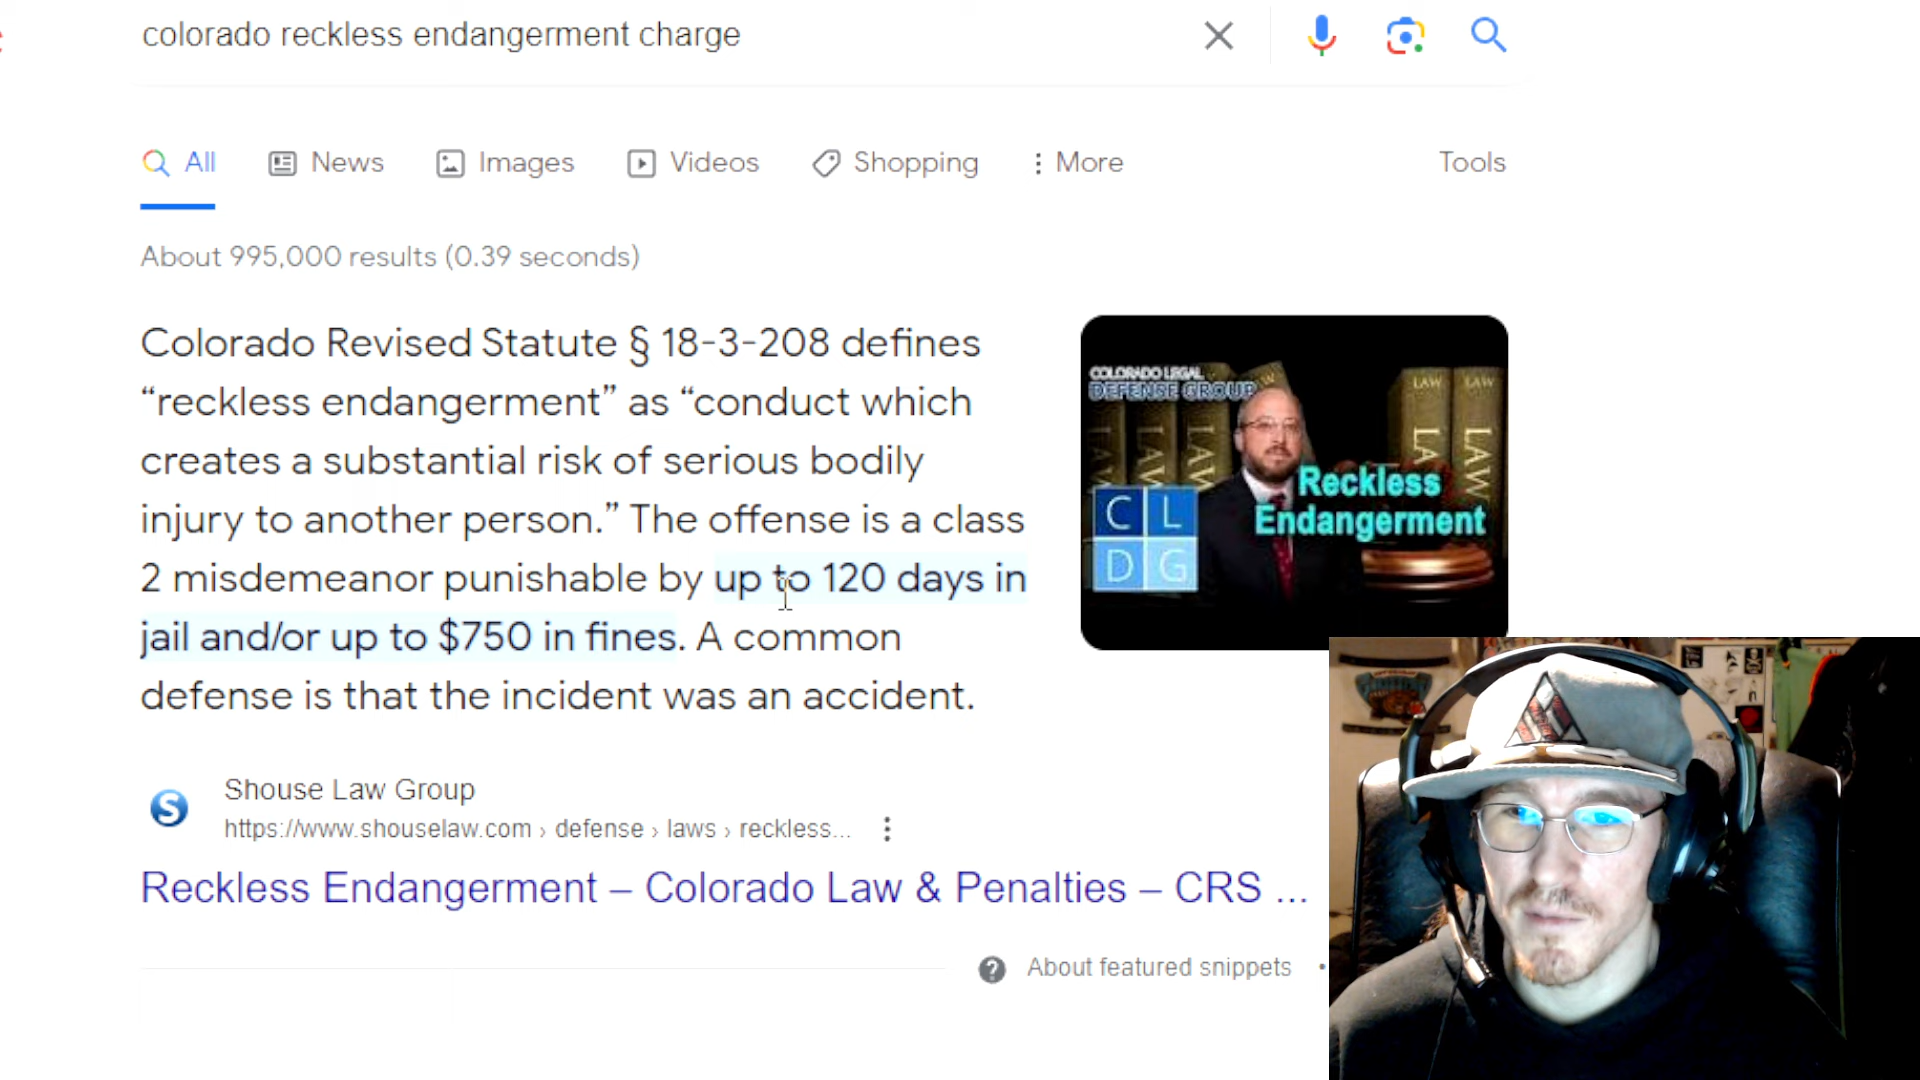 colorado reckless endangerment charge
All News Images Videos Shopping More Tools
About 995,000 results (0.39 seconds)
Colorado Revised Statute § 18-3-208 defines
“reckless endangerment” as “conduct which
creates a substantial risk of serious bodily
injury to another person.” The offense is a class
2 misdemeanor punishable by up to 120 days in
jail and/or up to $750 in fines. A common
defense is that the incident was an accident.
COLORADO LEGAL
DEFENSE GROUP
LAW
LAW
LAW
LAW
LAW
LAW
C L
D G
Reckless
Endangerment
S
Shouse Law Group
https://www.shouselaw.com › defense › laws › reckless...
Reckless Endangerment – Colorado Law & Penalties – CRS ...
About featured snippets •